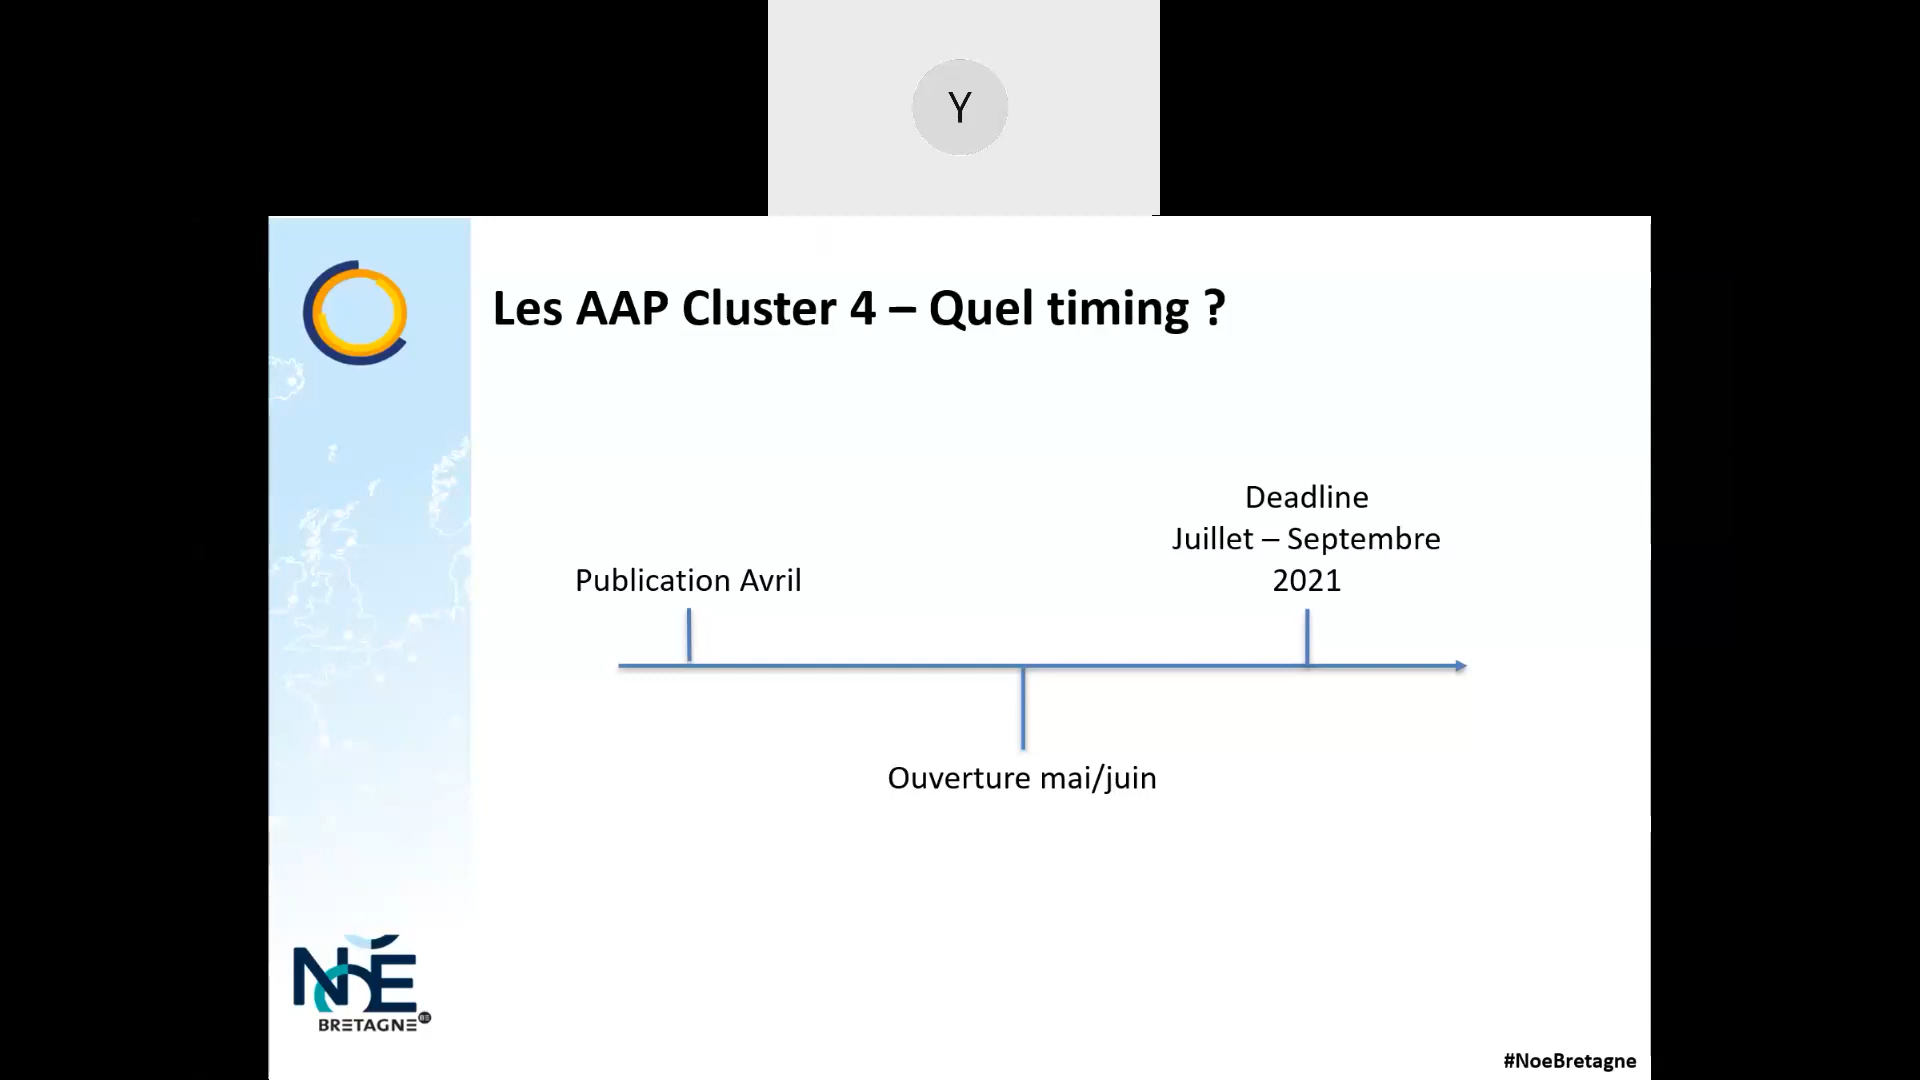 Y
Les AAP Cluster 4 – Quel timing ?
Deadline
Juillet – Septembre
2021
Publication Avril
Ouverture mai/juin
NOÉ
BRETAGNE
#NoeBretagne